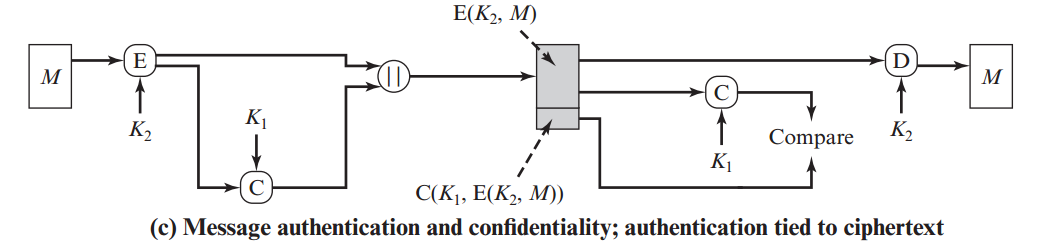 E(K₂, M)
M
E
||
D
M
C
K₂
K₁
Compare
K₂
K₁
C
C(K₁, E(K₂, M))
(c) Message authentication and confidentiality; authentication tied to ciphertext